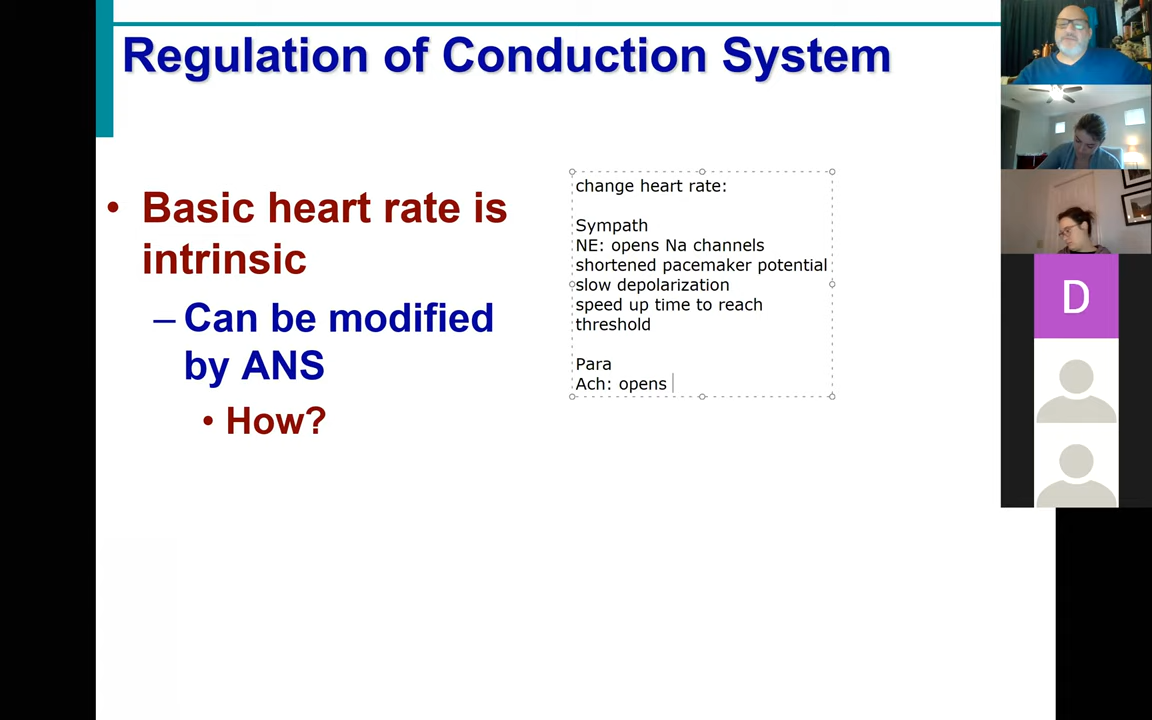 Regulation of Conduction System
• Basic heart rate is
intrinsic
– Can be modified
by ANS
• How?
change heart rate:
Sympath
NE: opens Na channels
shortened pacemaker potential
slow depolarization
speed up time to reach
threshold
Para
Ach: opens
D